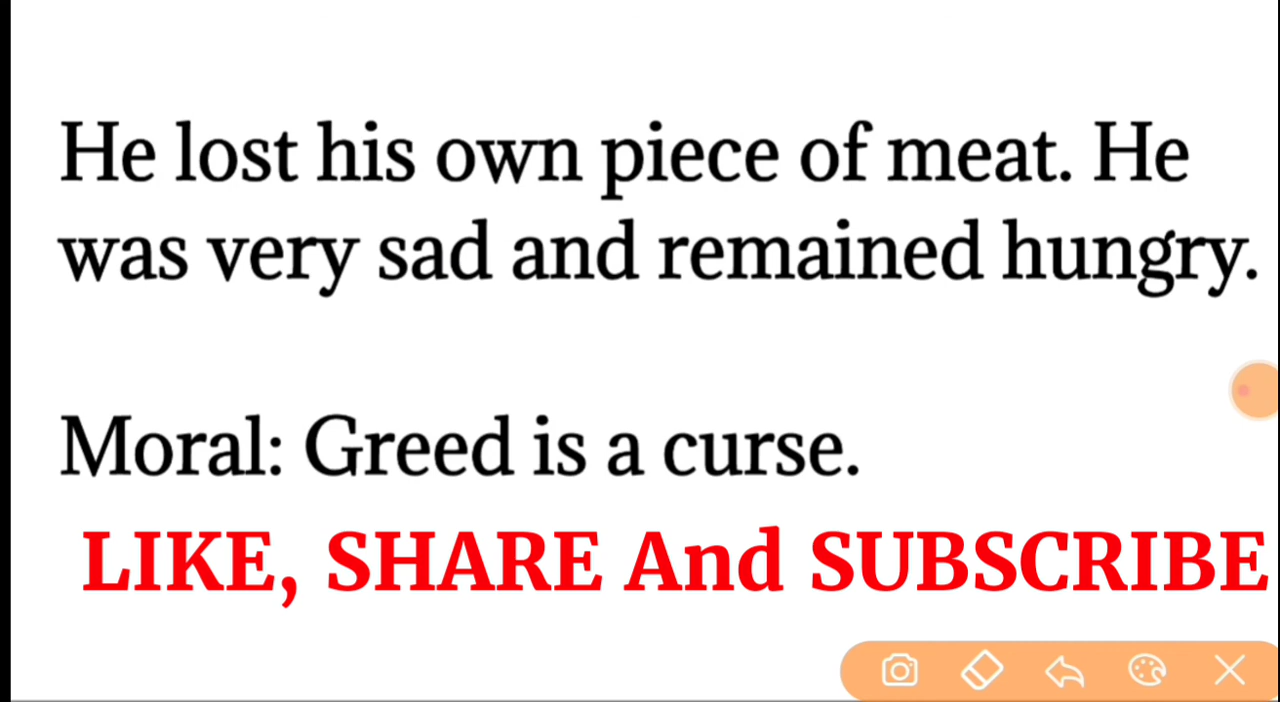 He lost his own piece of meat. He
was very sad and remained hungry.
Moral: Greed is a curse.
LIKE, SHARE And SUBSCRIBE